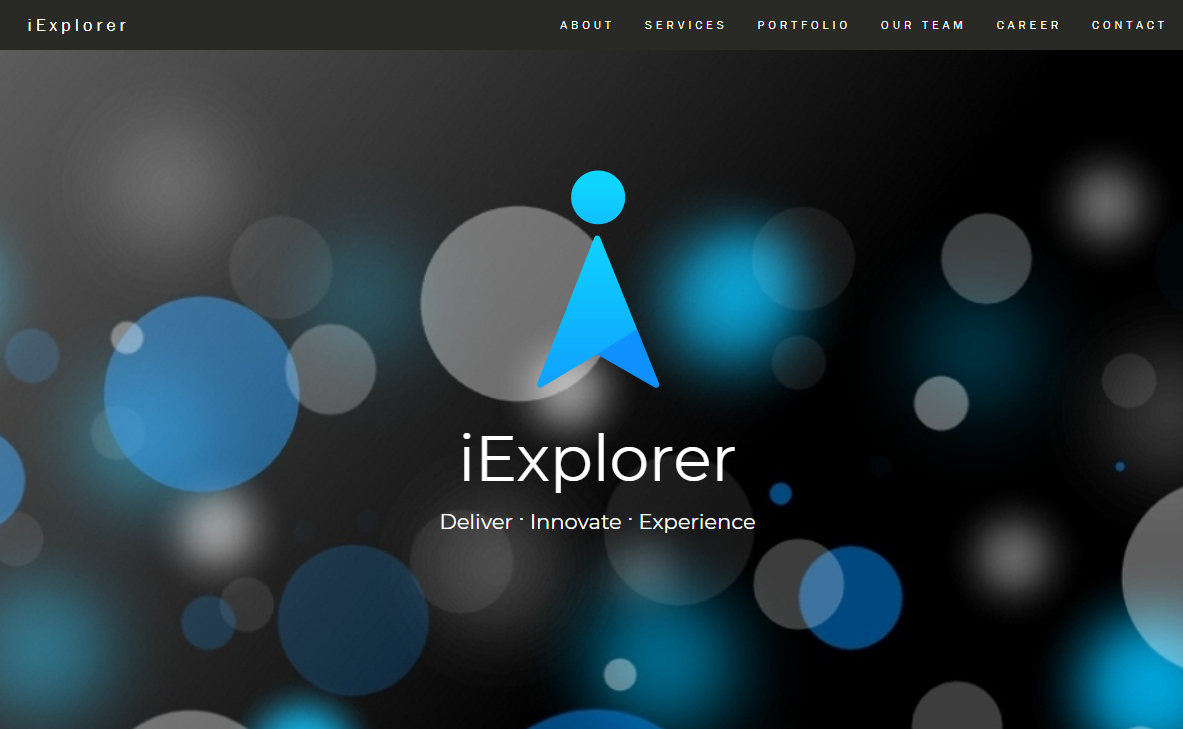 iExplorer ABOUT SERVICES PORTFOLIO OUR TEAM CAREER CONTACT
iExplorer
Deliver · Innovate · Experience